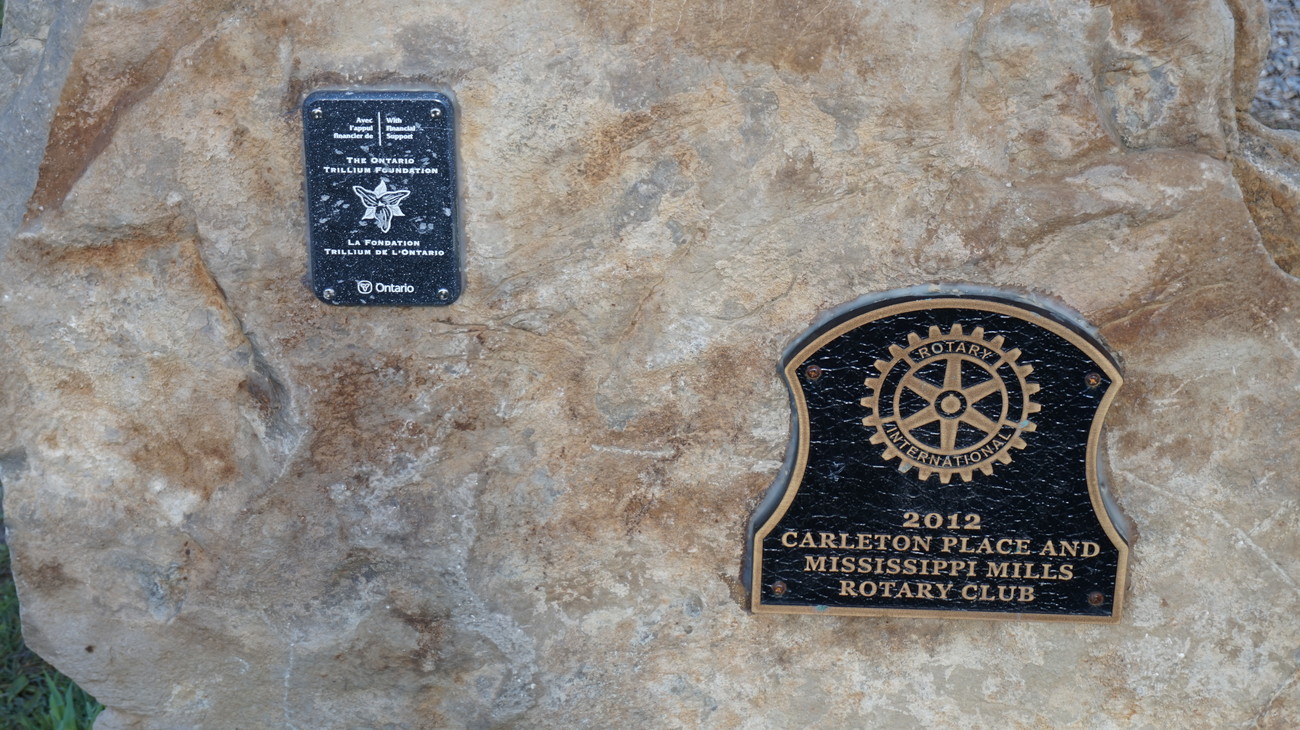 Avec
l'appui
financier de
With
Financial
Support
THE ONTARIO
TRILLIUM FOUNDATION
LA FONDATION
TRILLIUM DE L'ONTARIO
Ontario
ROTARY
INTERNATIONAL
2012
CARLETON PLACE AND
MISSISSIPPI MILLS
ROTARY CLUB